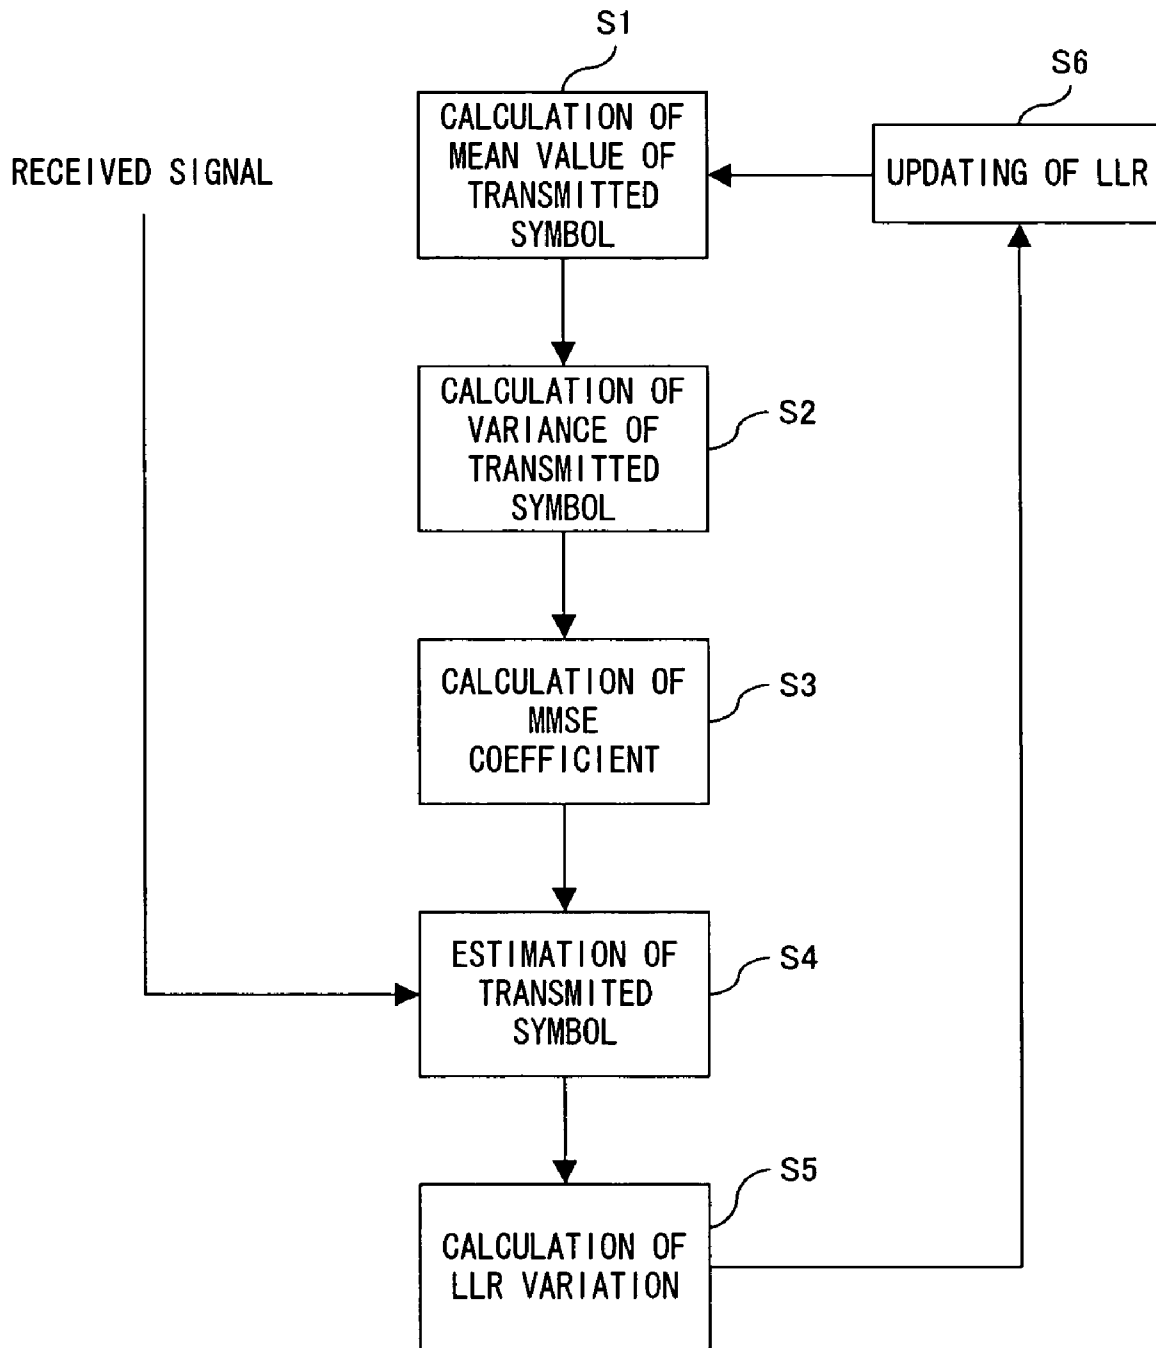 S1
S6
CALCULATION OF
MEAN VALUE OF
TRANSMITTED
SYMBOL
RECEIVED SIGNAL
UPDATING OF LLR
CALCULATION OF
VARIANCE OF
TRANSMITTED
SYMBOL
S2
CALCULATION OF
MMSE
COEFFICIENT
S3
ESTIMATION OF
TRANSMITED
SYMBOL
S4
S5
CALCULATION OF
LLR VARIATION